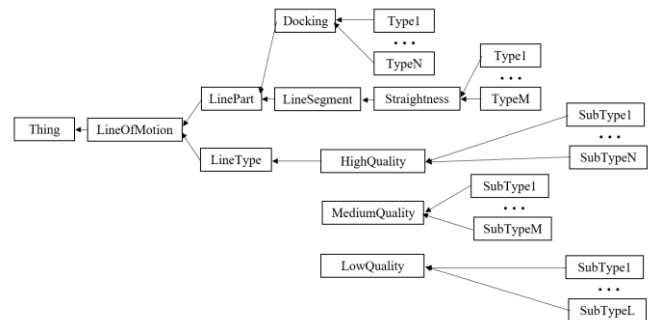 Docking
Type1
• • •
TypeN
Type1
• • •
LinePart
LineSegment
Straightness
TypeM
SubType1
• • •
Thing
LineOfMotion
LineType
HighQuality
SubTypeN
SubType1
• • •
MediumQuality
SubTypeM
LowQuality
SubType1
• • •
SubTypeL